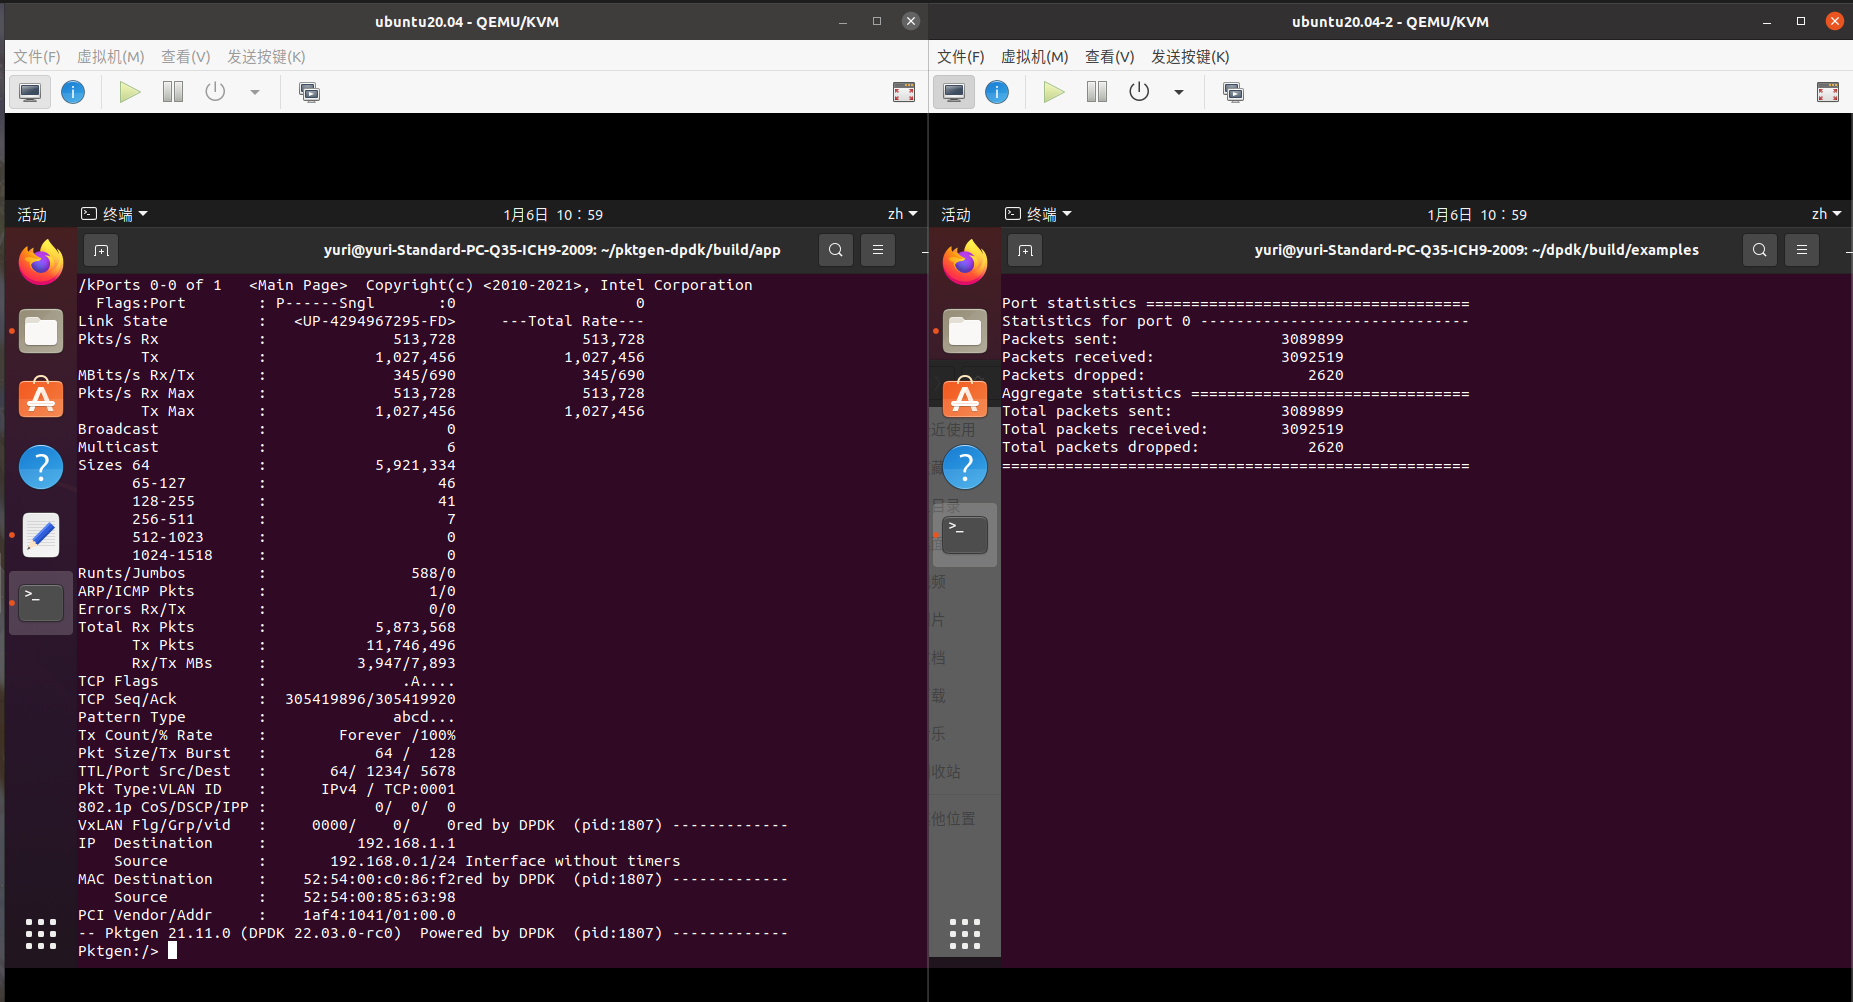 ubuntu20.04 - QEMU/KVM
文件(F) 虚拟机(M) 查看(V) 发送按键(K)
活动 终端 1月6日 10：59 zh
yuri@yuri-Standard-PC-Q35-ICH9-2009: ~/pktgen-dpdk/build/app
/kPorts 0-0 of 1   <Main Page>  Copyright(c) <2010-2021>, Intel Corporation
  Flags:Port        : P------Sngl       :0                    0
Link State          :   <UP-4294967295-FD>     ---Total Rate---
Pkts/s Rx           :              513,728              513,728
       Tx           :            1,027,456            1,027,456
MBits/s Rx/Tx       :              345/690              345/690
Pkts/s Rx Max       :              513,728              513,728
       Tx Max       :            1,027,456            1,027,456
Broadcast           :                    0
Multicast           :                    6
Sizes 64            :            5,921,334
      65-127        :                   46
      128-255       :                   41
      256-511       :                    7
      512-1023      :                    0
      1024-1518     :                    0
Runts/Jumbos        :                588/0
ARP/ICMP Pkts       :                  1/0
Errors Rx/Tx        :                  0/0
Total Rx Pkts       :            5,873,568
      Tx Pkts       :           11,746,496
      Rx/Tx MBs     :          3,947/7,893
TCP Flags           :               .A....
TCP Seq/Ack         :  305419896/305419920
Pattern Type        :              abcd...
Tx Count/% Rate     :        Forever /100%
Pkt Size/Tx Burst   :            64 /  128
TTL/Port Src/Dest   :       64/ 1234/ 5678
Pkt Type:VLAN ID    :      IPv4 / TCP:0001
802.1p CoS/DSCP/IPP :            0/  0/  0
VxLAN Flg/Grp/vid   :     0000/    0/    0red by DPDK  (pid:1807) -------------
IP  Destination     :          192.168.1.1
    Source          :       192.168.0.1/24 Interface without timers
MAC Destination     :    52:54:00:c0:86:f2red by DPDK  (pid:1807) -------------
    Source          :    52:54:00:85:63:98
PCI Vendor/Addr     :    1af4:1041/01:00.0
-- Pktgen 21.11.0 (DPDK 22.03.0-rc0)  Powered by DPDK  (pid:1807) -------------
Pktgen:/>
ubuntu20.04-2 - QEMU/KVM
文件(F) 虚拟机(M) 查看(V) 发送按键(K)
活动 终端 1月6日 10：59 zh
yuri@yuri-Standard-PC-Q35-ICH9-2009: ~/dpdk/build/examples
Port statistics ====================================
Statistics for port 0 ------------------------------
Packets sent:                  3089899
Packets received:              3092519
Packets dropped:                  2620
Aggregate statistics ===============================
Total packets sent:            3089899
Total packets received:        3092519
Total packets dropped:            2620
====================================================
近使用
目录
频
片
档
载
乐
收站
他位置